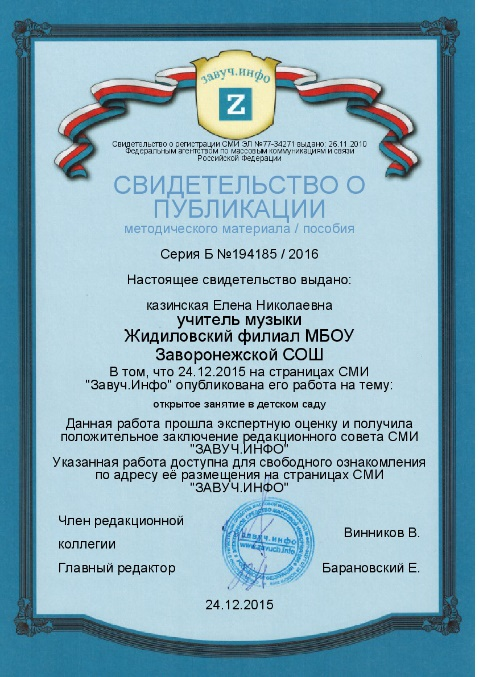 завуч.инфо
Z
Свидетельство о регистрации СМИ ЭЛ №77-34271 выдано: 26.11.2010
Федеральным агентством по массовым коммуникациям и связи
Российской Федерации
СВИДЕТЕЛЬСТВО О
ПУБЛИКАЦИИ
методического материала / пособия
Серия Б №194185 / 2016
Настоящее свидетельство выдано:
казинская Елена Николаевна
учитель музыки
Жидиловский филиал МБОУ
Заворонежской СОШ
В том, что 24.12.2015 на страницах СМИ
"Завуч.Инфо" опубликована его работа на тему:
открытое занятие в детском саду
Данная работа прошла экспертную оценку и получила
положительное заключение редакционного совета СМИ
"ЗАВУЧ.ИНФО"
Указанная работа доступна для свободного ознакомления
по адресу её размещения на страницах СМИ
"ЗАВУЧ.ИНФО"
Член редакционной
коллегии
Винников В.
завуч.инфо
www.zavuch.info
Главный редактор
Барановский Е.
24.12.2015